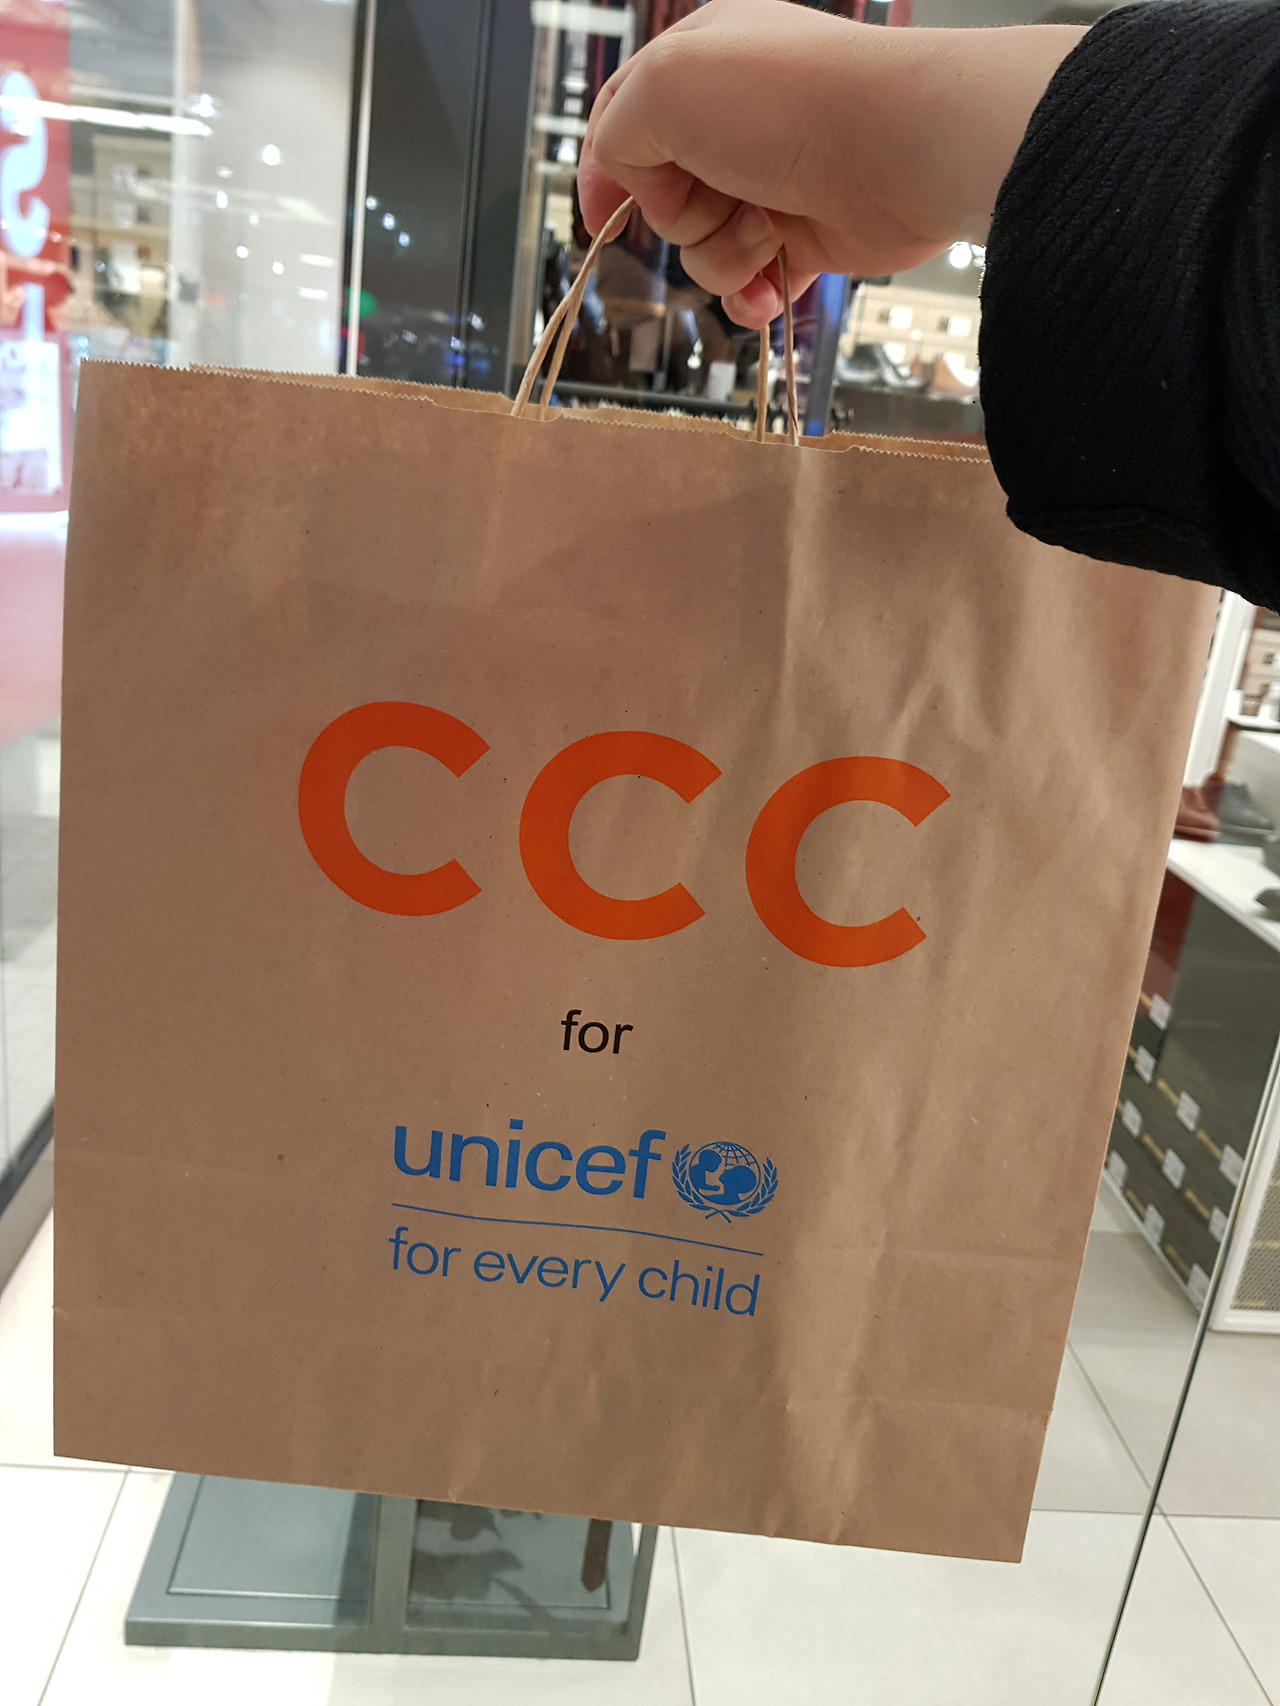 CCC
for
unicef
for every child